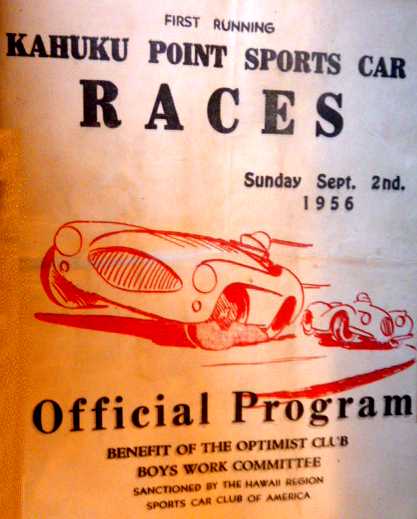 FIRST RUNNING
KAHUKU POINT SPORTS CAR
RACES
Sunday Sept. 2nd.
1956
Official Program
BENEFIT OF THE OPTIMIST CLUB
BOYS WORK COMMITTEE
SANCTIONED BY THE HAWAII REGION
SPORTS CAR CLUB OF AMERICA